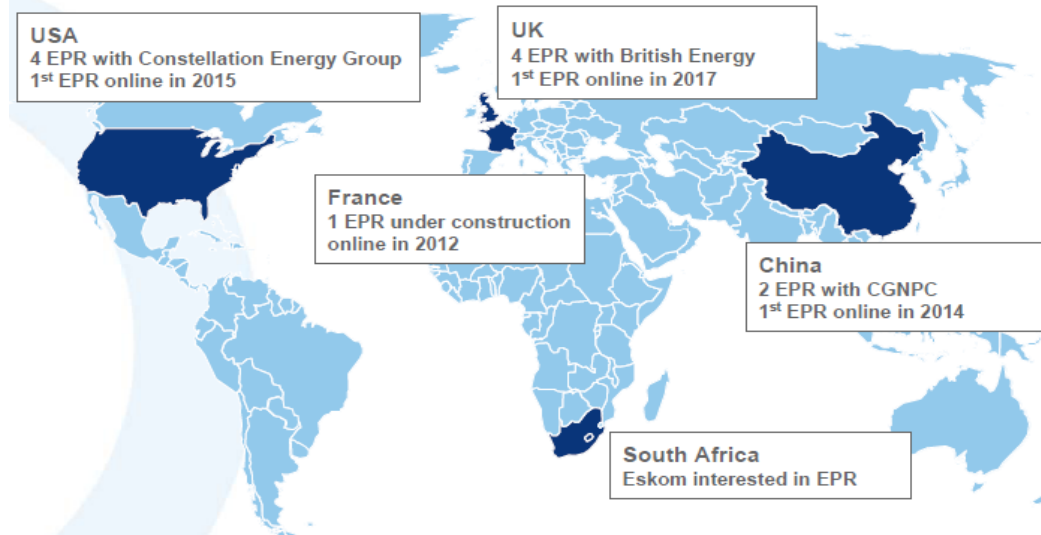 USA
4 EPR with Constellation Energy Group
1st EPR online in 2015
UK
4 EPR with British Energy
1st EPR online in 2017
France
1 EPR under construction
online in 2012
China
2 EPR with CGNPC
1st EPR online in 2014
South Africa
Eskom interested in EPR